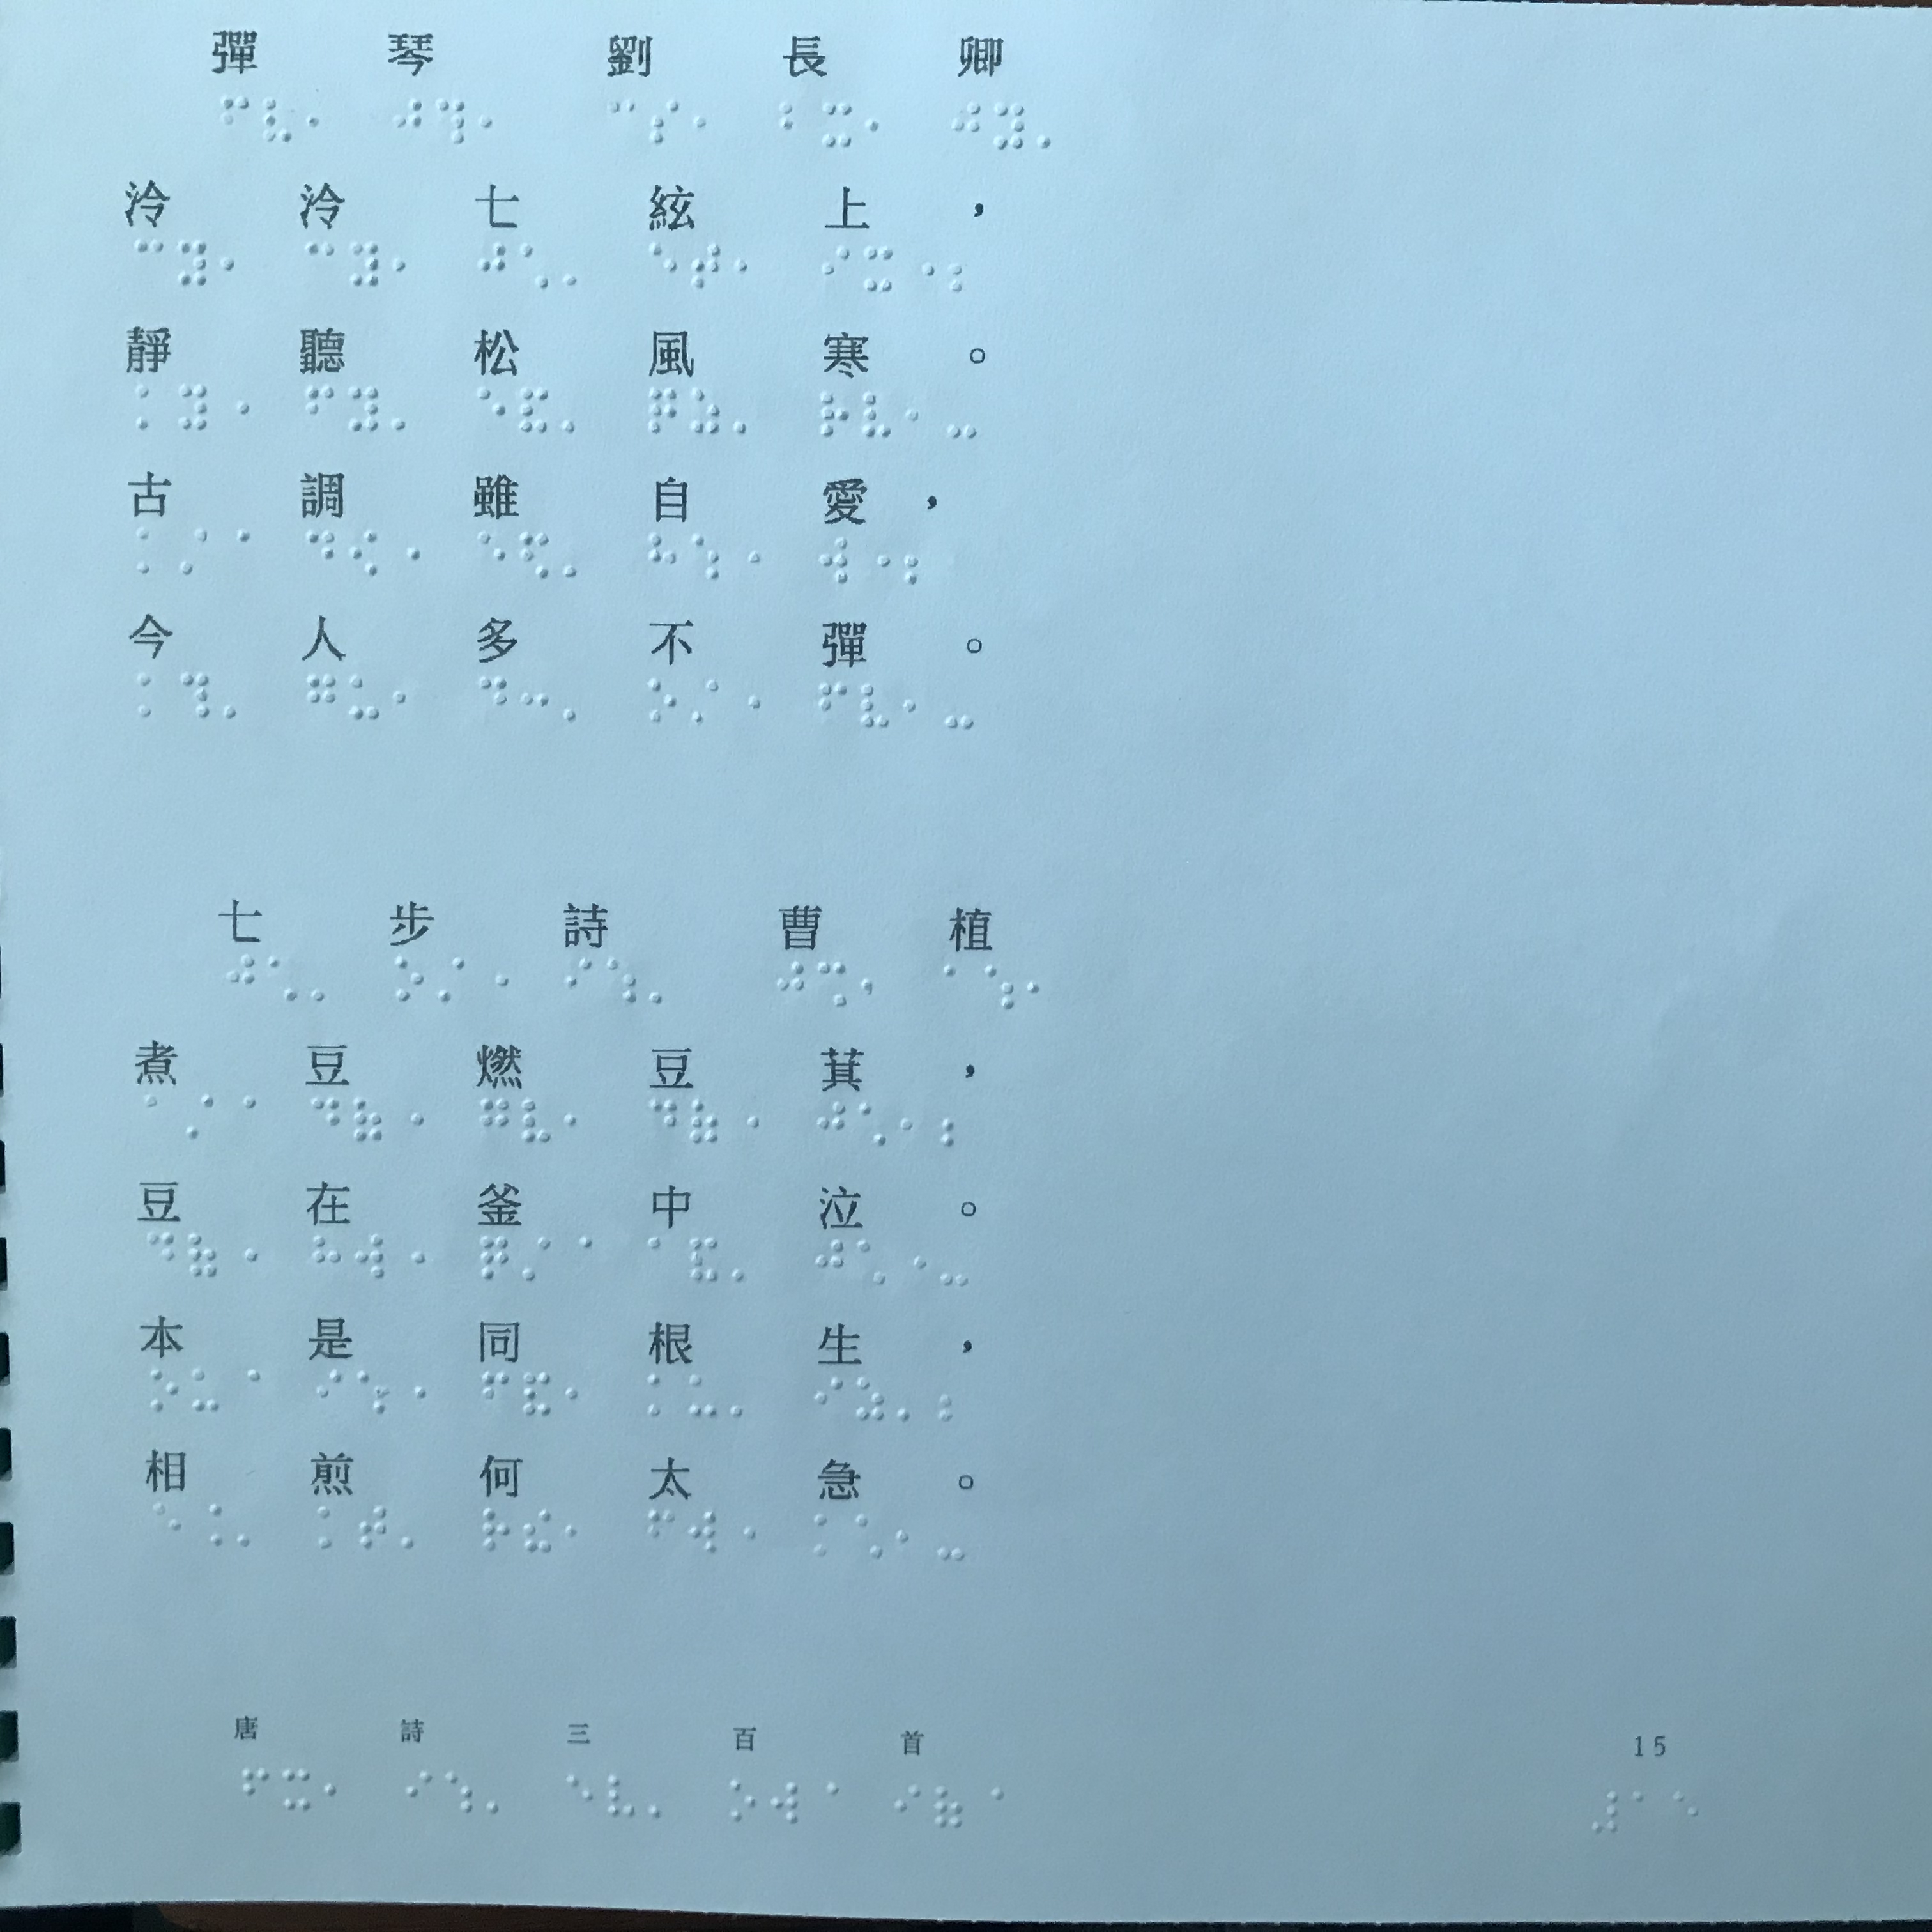 彈琴 劉長卿
泠泠七絃上，
靜聽松風寒。
古調雖自愛，
今人多不彈。
七步詩 曹植
煮豆燃豆萁，
豆在釜中泣。
本是同根生，
相煎何太急。
唐詩三百首 15